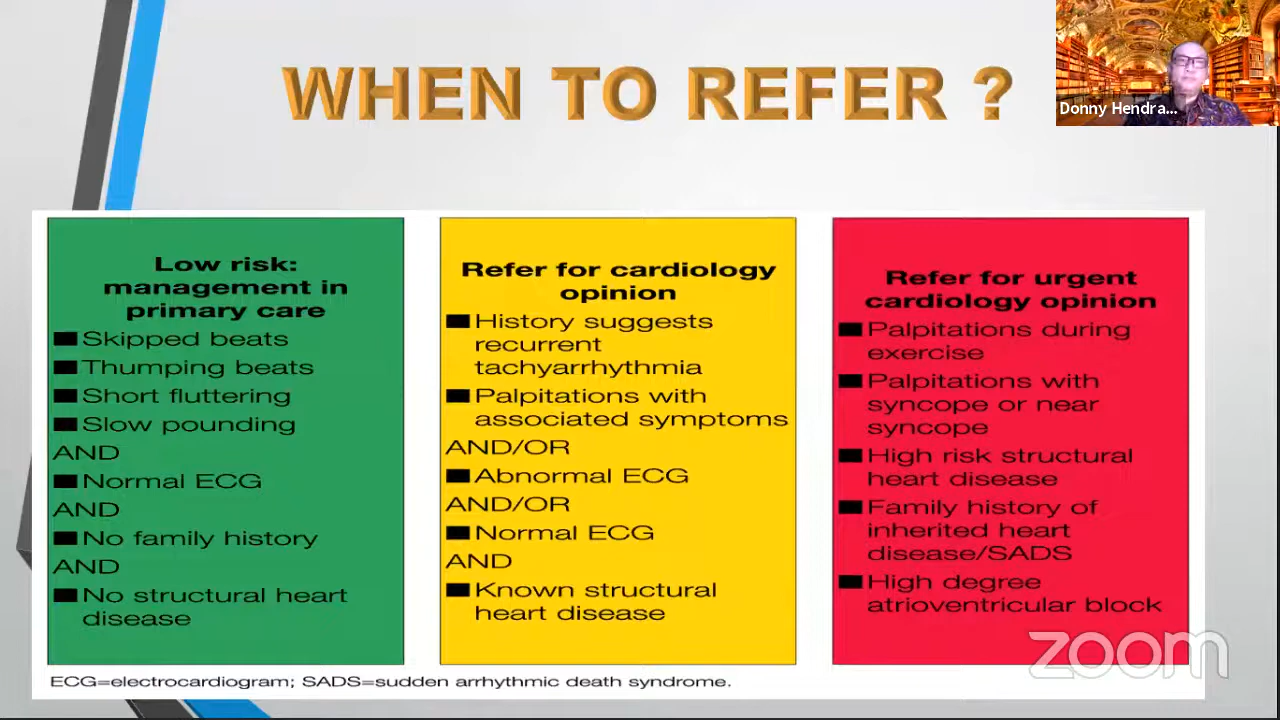 WHEN TO REFER ?
Donny Hendra...
Low risk:
management in
primary care
Skipped beats
Thumping beats
Short fluttering
Slow pounding
AND
Normal ECG
AND
No family history
AND
No structural heart
disease
Refer for cardiology
opinion
History suggests
recurrent
tachyarrhythmia
Palpitations with
associated symptoms
AND/OR
Abnormal ECG
AND/OR
Normal ECG
AND
Known structural
heart disease
Refer for urgent
cardiology opinion
Palpitations during
exercise
Palpitations with
syncope or near
syncope
High risk structural
heart disease
Family history of
inherited heart
disease/SADS
High degree
atrioventricular block
zoom
ECG=electrocardiogram; SADS=sudden arrhythmic death syndrome.